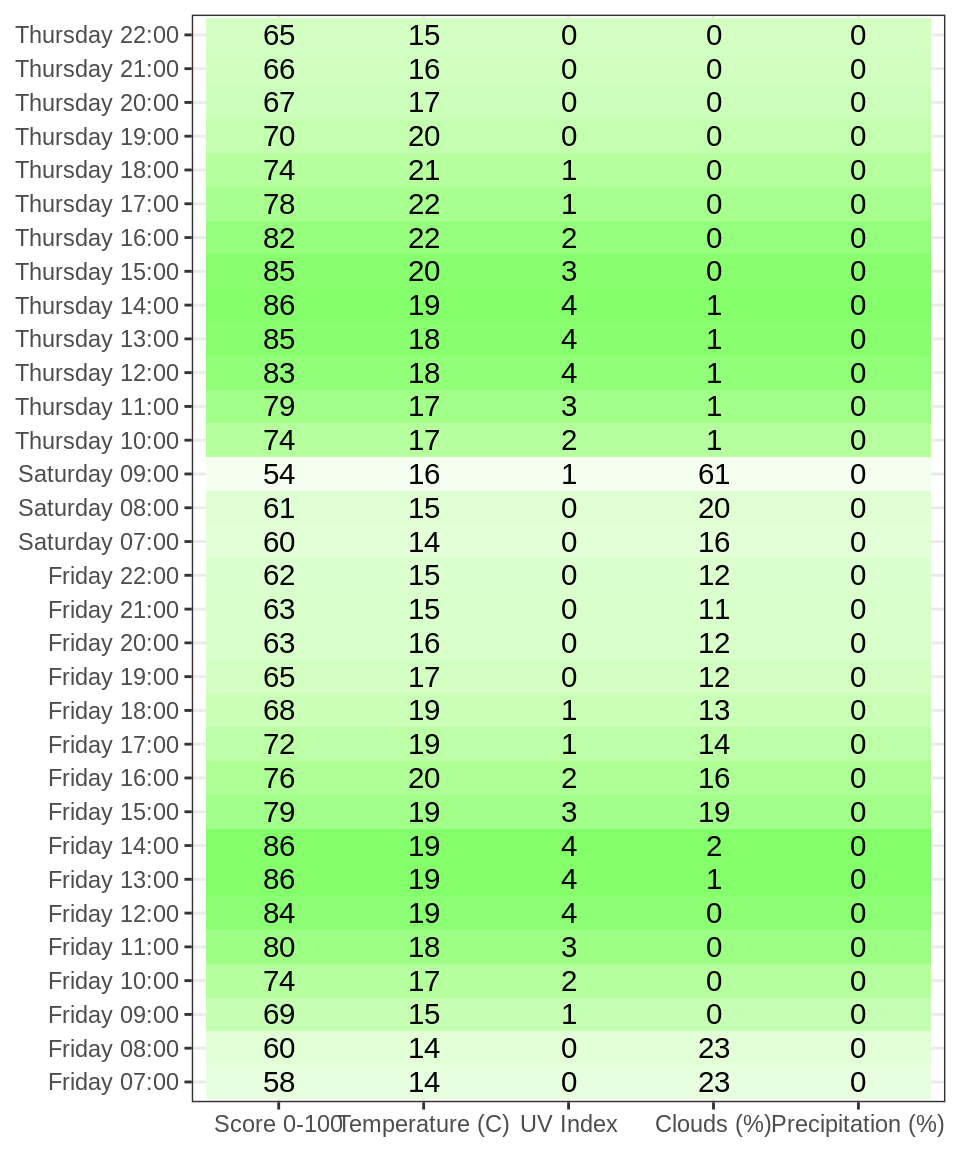 Thursday 22:00 65 15 0 0 0
Thursday 21:00 66 16 0 0 0
Thursday 20:00 67 17 0 0 0
Thursday 19:00 70 20 0 0 0
Thursday 18:00 74 21 1 0 0
Thursday 17:00 78 22 1 0 0
Thursday 16:00 82 22 2 0 0
Thursday 15:00 85 20 3 0 0
Thursday 14:00 86 19 4 1 0
Thursday 13:00 85 18 4 1 0
Thursday 12:00 83 18 4 1 0
Thursday 11:00 79 17 3 1 0
Thursday 10:00 74 17 2 1 0
Saturday 09:00 54 16 1 61 0
Saturday 08:00 61 15 0 20 0
Saturday 07:00 60 14 0 16 0
Friday 22:00 62 15 0 12 0
Friday 21:00 63 15 0 11 0
Friday 20:00 63 16 0 12 0
Friday 19:00 65 17 0 12 0
Friday 18:00 68 19 1 13 0
Friday 17:00 72 19 1 14 0
Friday 16:00 76 20 2 16 0
Friday 15:00 79 19 3 19 0
Friday 14:00 86 19 4 2 0
Friday 13:00 86 19 4 1 0
Friday 12:00 84 19 4 0 0
Friday 11:00 80 18 3 0 0
Friday 10:00 74 17 2 0 0
Friday 09:00 69 15 1 0 0
Friday 08:00 60 14 0 23 0
Friday 07:00 58 14 0 23 0
Score 0-100 Temperature (C) UV Index Clouds (%) Precipitation (%)